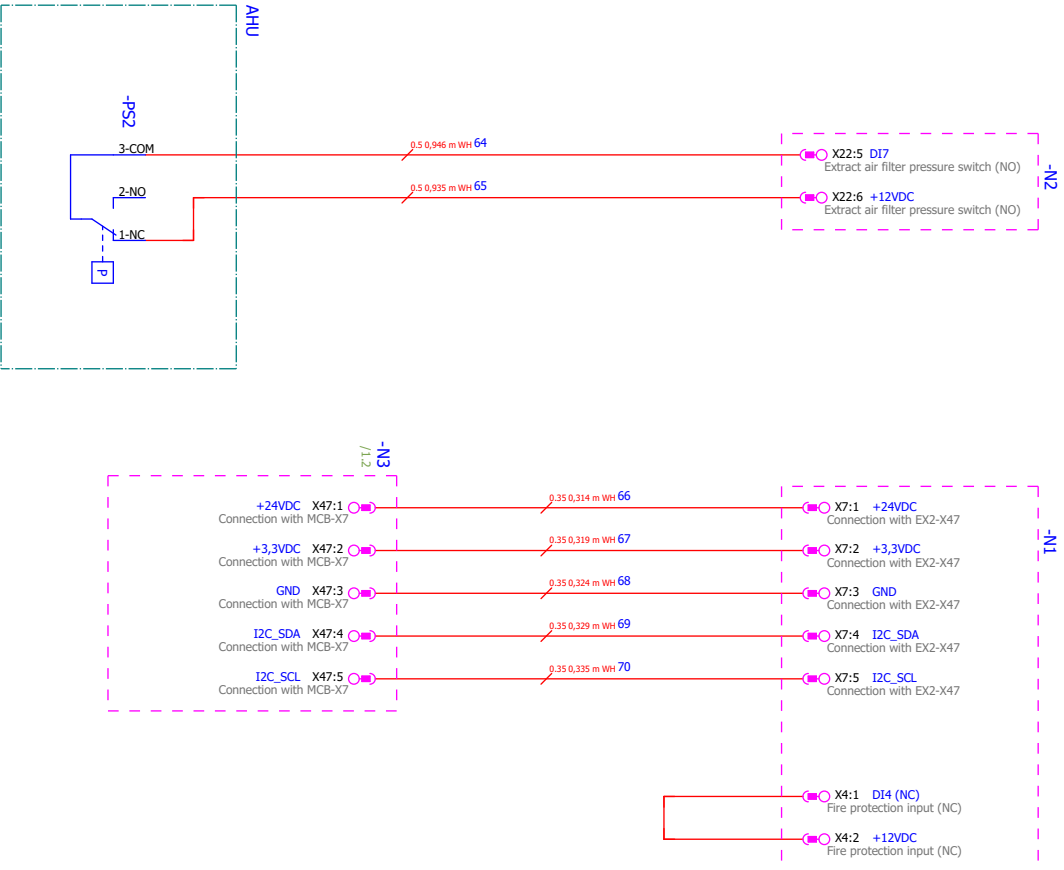 AHU
-PS2
3-COM
2-NO
1-NC
P
0.5 0,946 m WH 64
0.5 0,935 m WH 65
-N2
X22:5 DI7
Extract air filter pressure switch (NO)
X22:6 +12VDC
Extract air filter pressure switch (NO)
-N3
/1.2
+24VDC X47:1
Connection with MCB-X7
+3,3VDC X47:2
Connection with MCB-X7
GND X47:3
Connection with MCB-X7
I2C_SDA X47:4
Connection with MCB-X7
I2C_SCL X47:5
Connection with MCB-X7
0.35 0,314 m WH 66
0.35 0,319 m WH 67
0.35 0,324 m WH 68
0.35 0,329 m WH 69
0.35 0,335 m WH 70
-N1
X7:1 +24VDC
Connection with EX2-X47
X7:2 +3,3VDC
Connection with EX2-X47
X7:3 GND
Connection with EX2-X47
X7:4 I2C_SDA
Connection with EX2-X47
X7:5 I2C_SCL
Connection with EX2-X47
X4:1 DI4 (NC)
Fire protection input (NC)
X4:2 +12VDC
Fire protection input (NC)